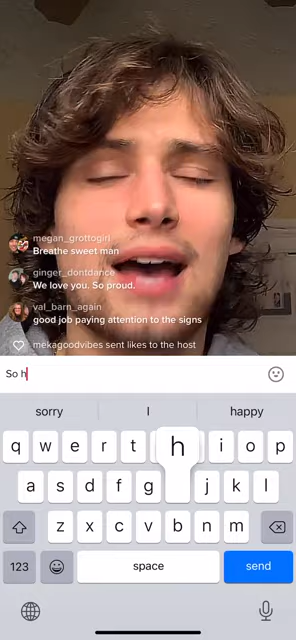 megan_grottogirl
Breathe sweet man
ginger_dontdance
We love you. So proud.
val_barn_again
good job paying attention to the signs
mekagoodvibes sent likes to the host
So h
sorry I happy
q w e r t h i o p
a s d f g j k l
z x c v b n m
123 space send